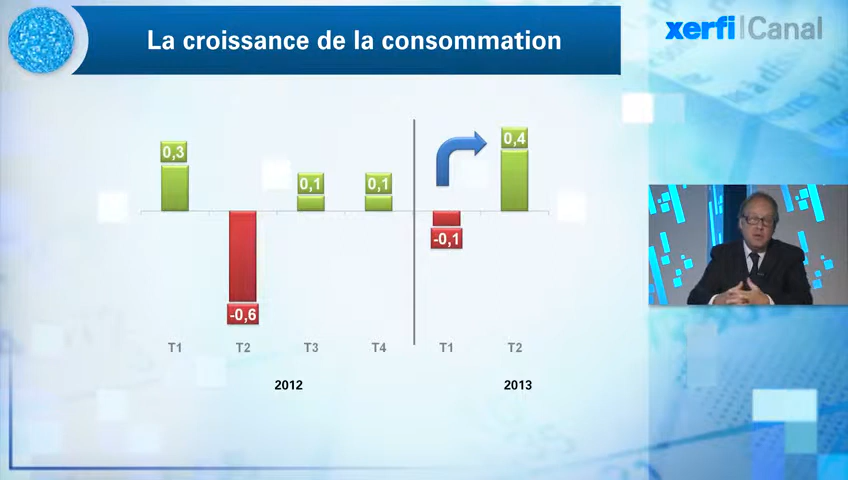 La croissance de la consommation
xerfi|Canal
0,3
0,1
0,1
0,4
-0,1
-0,6
T1
T2
T3
T4
T1
T2
2012
2013